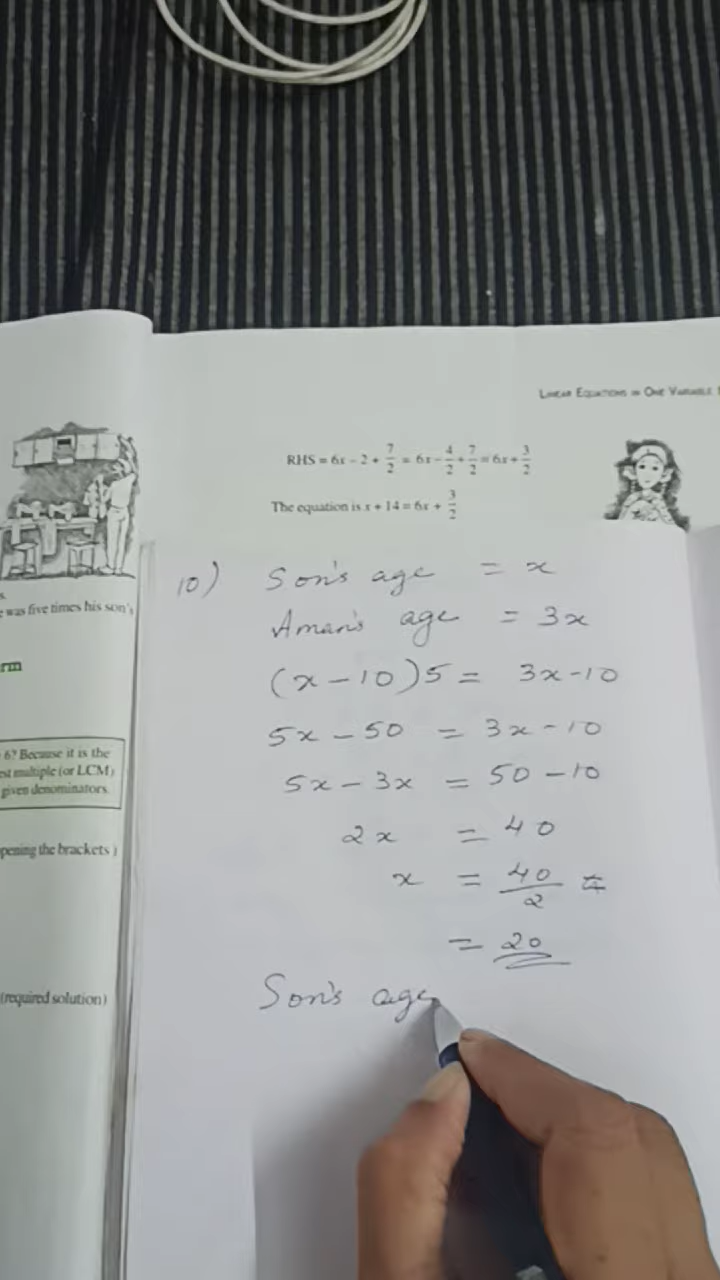 LINEAR EQUATIONS IN ONE VARIABLE
RHS = 6x − 2 + 7/2 = 6x − 4/2 + 7/2 = 6x + 3/2
The equation is x + 14 = 6x + 3/2
s.
was five times his son's
rm
6? Because it is the
est multiple (or LCM)
given denominators.
pening the brackets)
(required solution)
10) Son's age = x
Aman's age = 3x
(x − 10)5 = 3x − 10
5x − 50 = 3x − 10
5x − 3x = 50 − 10
2x = 40
x = 40/2
= 20
Son's age